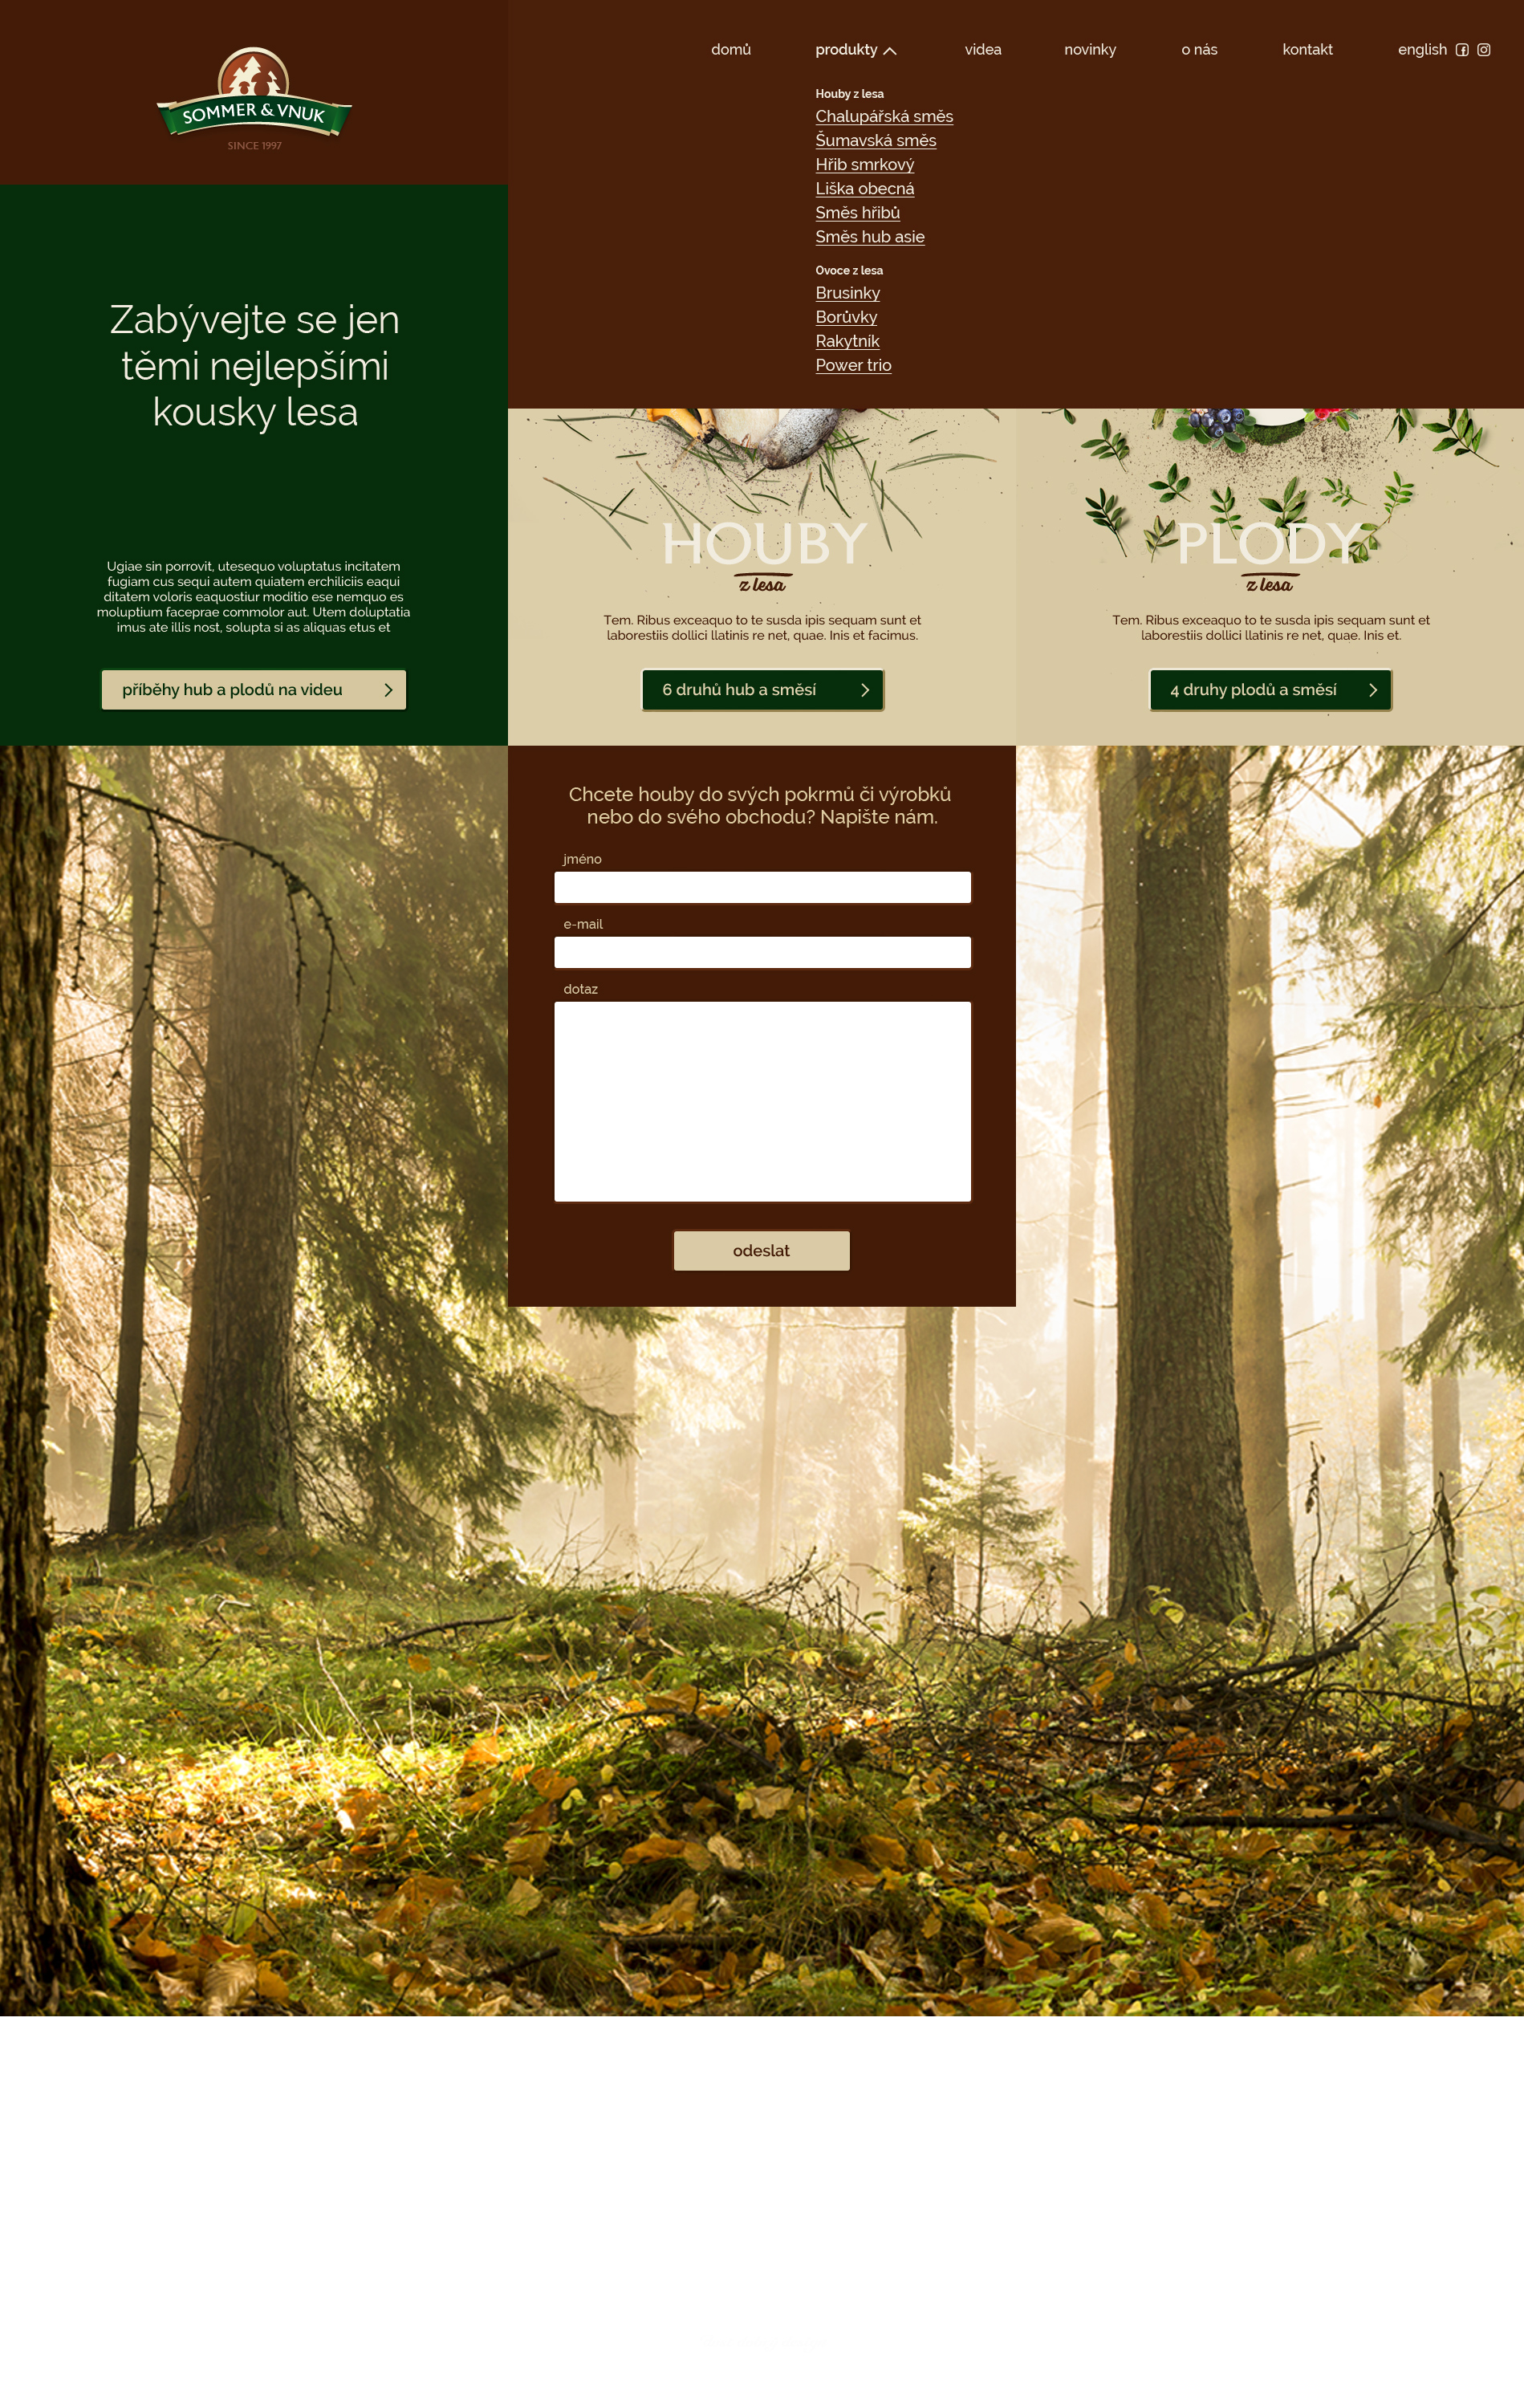 SOMMER & VNUK
SINCE 1997
domů
produkty
videa
novinky
o nás
kontakt
english
Houby z lesa
Chalupářská směs
Šumavská směs
Hřib smrkový
Liška obecná
Směs hřibů
Směs hub asie
Ovoce z lesa
Brusinky
Borůvky
Rakytník
Power trio
Zabývejte se jen
těmi nejlepšími
kousky lesa
Ugiae sin porrovit, utesequo voluptatus incitatem
fugiam cus sequi autem quiatem erchiliciis eaqui
ditatem voloris eaquostiur moditio ese nemquo es
moluptium faceprae commolor aut. Utem doluptatia
imus ate illis nost, solupta si as aliquas etus et
příběhy hub a plodů na videu
HOUBY
z lesa
Tem. Ribus exceaquo to te susda ipis sequam sunt et
laborestiis dollici llatinis re net, quae. Inis et facimus.
6 druhů hub a směsí
PLODY
z lesa
Tem. Ribus exceaquo to te susda ipis sequam sunt et
laborestiis dollici llatinis re net, quae. Inis et.
4 druhy plodů a směsí
Chcete houby do svých pokrmů či výrobků
nebo do svého obchodu? Napište nám.
jméno
e-mail
dotaz
odeslat